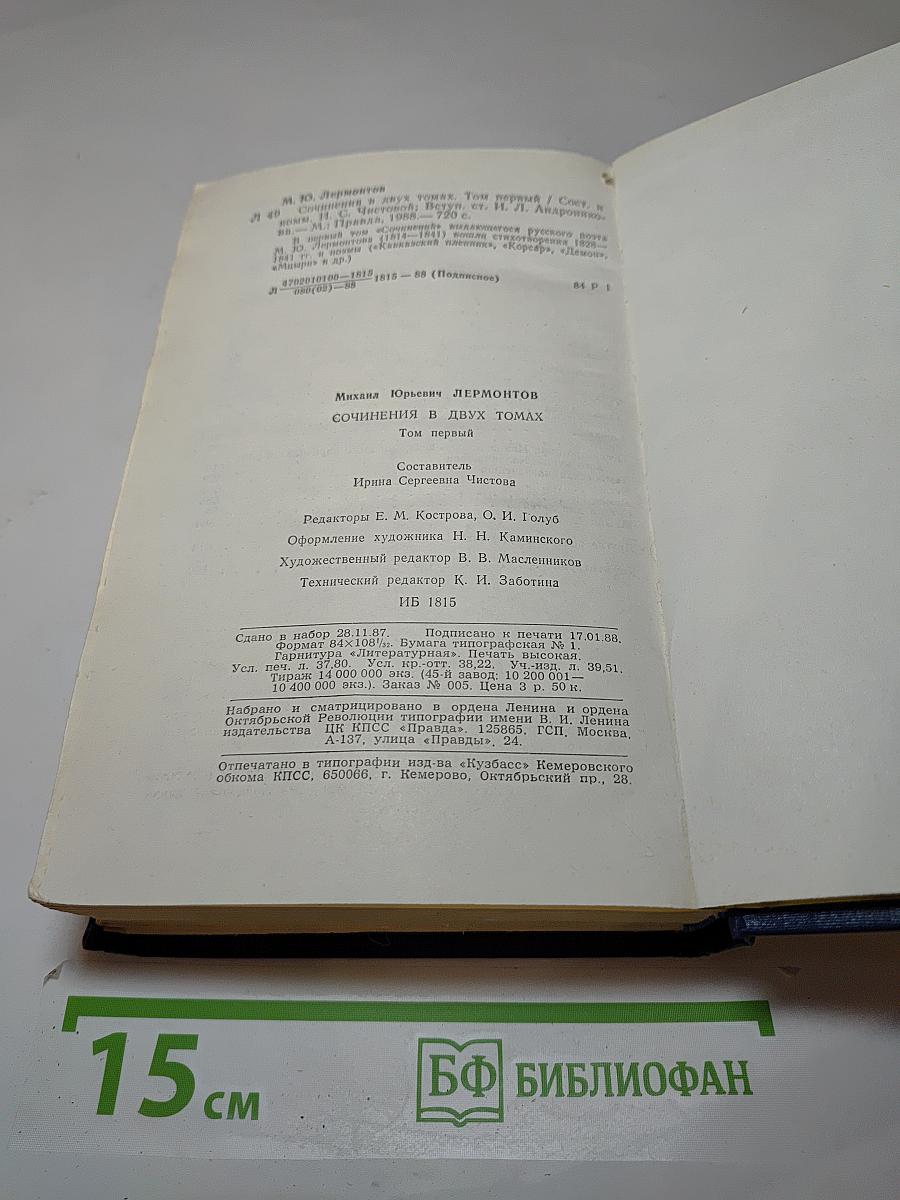 М. Ю. Лермонтов
Л 49 Сочинения в двух томах. Том первый / Сост. и
комм. И. С. Чистовой; Вступ. ст. И. Л. Андронико-
ва.— М.: Правда, 1988.— 720 с.
В первый том «Сочинений» выдающегося русского поэта
М. Ю. Лермонтова (1814—1841) вошли стихотворения 1828—
1841 гг. и поэмы («Кавказский пленник», «Корсар», «Демон»,
«Мцыри» и др.)
Л 4702010100—1815 1815 — 88 (Подписное) 84 Р 1
080(02)—88
Михаил Юрьевич ЛЕРМОНТОВ
СОЧИНЕНИЯ В ДВУХ ТОМАХ
Том первый
Составитель
Ирина Сергеевна Чистова
Редакторы Е. М. Кострова, О. И. Голуб
Оформление художника Н. Н. Каминского
Художественный редактор В. В. Масленников
Технический редактор К. И. Заботина
ИБ 1815
Сдано в набор 28.11.87. Подписано к печати 17.01.88.
Формат 84×108¹/₃₂. Бумага типографская № 1.
Гарнитура «Литературная». Печать высокая.
Усл. печ. л. 37,80. Усл. кр.-отт. 38,22. Уч.-изд. л. 39,51.
Тираж 14 000 000 экз. (45-й завод: 10 200 001—
10 400 000 экз.). Заказ № 005. Цена 3 р. 50 к.
Набрано и сматрицировано в ордена Ленина и ордена
Октябрьской Революции типографии имени В. И. Ленина
издательства ЦК КПСС «Правда». 125865, ГСП, Москва,
А-137, улица «Правды», 24.
Отпечатано в типографии изд-ва «Кузбасс» Кемеровского
обкома КПСС, 650066, г. Кемерово, Октябрьский пр., 28.
15 см
БФ БИБЛИОФАН